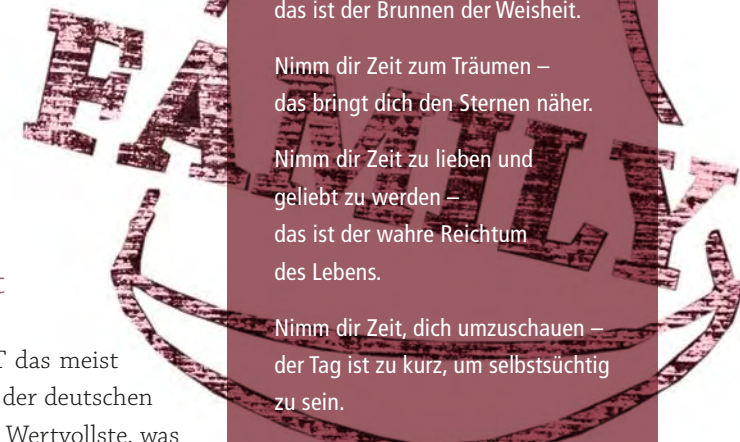 FAMILY
das ist der Brunnen der Weisheit.
Nimm dir Zeit zum Träumen –
das bringt dich den Sternen näher.
Nimm dir Zeit zu lieben und
geliebt zu werden –
das ist der wahre Reichtum
des Lebens.
Nimm dir Zeit, dich umzuschauen –
der Tag ist zu kurz, um selbstsüchtig
zu sein.
das meist
der deutschen
Wertvollste, was